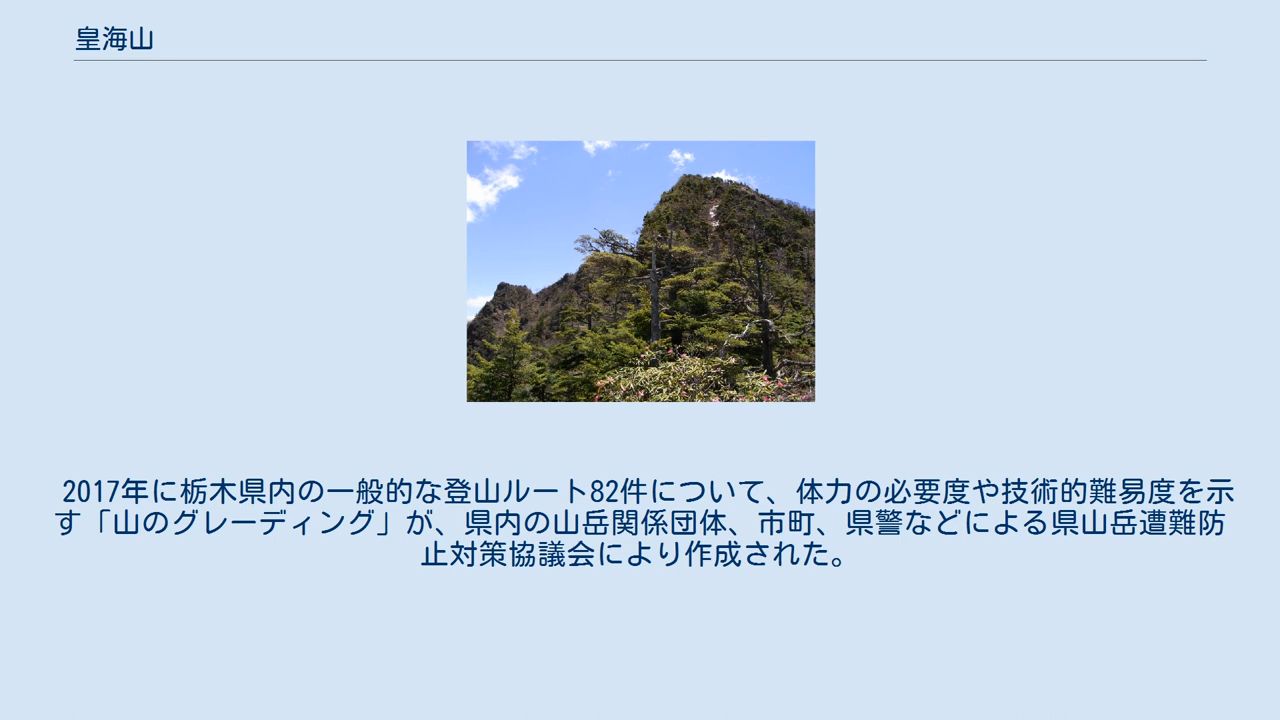 皇海山
2017年に栃木県内の一般的な登山ルート82件について、体力の必要度や技術的難易度を示
す「山のグレーディング」が、県内の山岳関係団体、市町、県警などによる県山岳遭難防
止対策協議会により作成された。